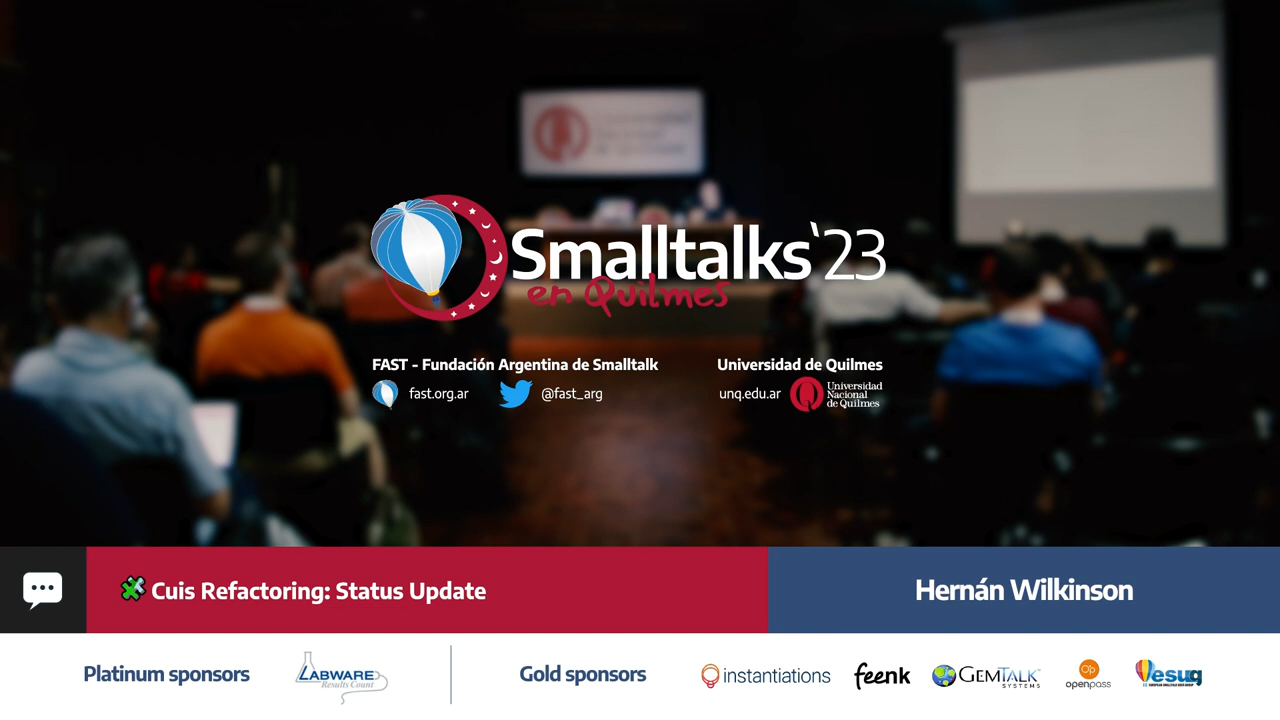 Smalltalks`23
en Quilmes
FAST - Fundación Argentina de Smalltalk
fast.org.ar
@fast_arg
Universidad de Quilmes
unq.edu.ar
Universidad
Nacional
de Quilmes
Cuis Refactoring: Status Update
Hernán Wilkinson
Platinum sponsors
LABWARE
Results Count
Gold sponsors
instantiations
feenk
GEMTALK
SYSTEMS
openpass
esug